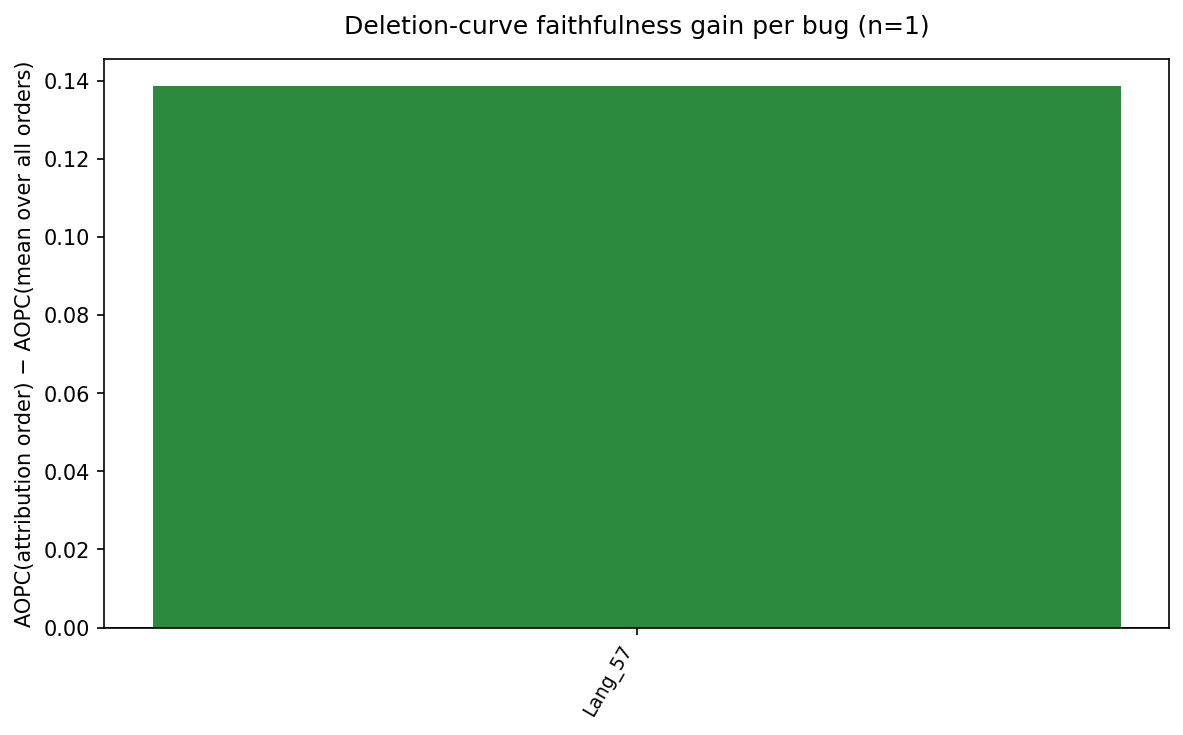 Deletion-curve faithfulness gain per bug (n=1)
AOPC(attribution order) − AOPC(mean over all orders)
0.14
0.12
0.10
0.08
0.06
0.04
0.02
0.00
Lang_57